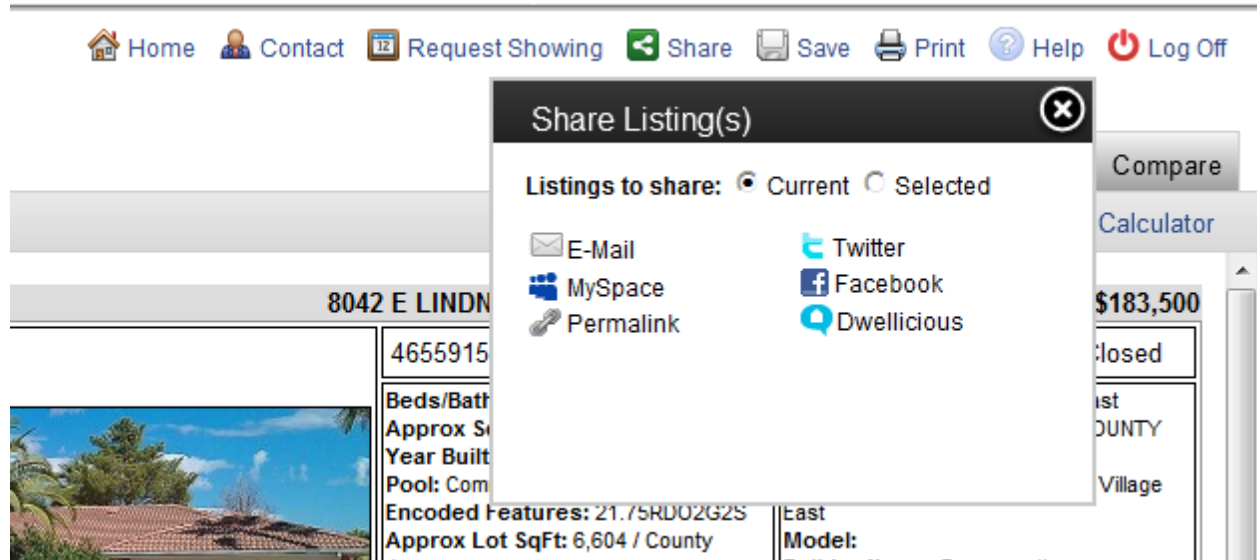 Home Contact Request Showing Share Save Print Help Log Off
Share Listing(s)
Compare
Listings to share: Current Selected
Calculator
E-Mail Twitter
MySpace Facebook
Permalink Dwellicious
8042 E LINDN $183,500
4655915 Closed
Beds/Bath ast
Approx S OUNTY
Year Built
Pool: Com Village
Encoded Features: 21.75RDO2G2S East
Approx Lot SqFt: 6,604 / County Model: